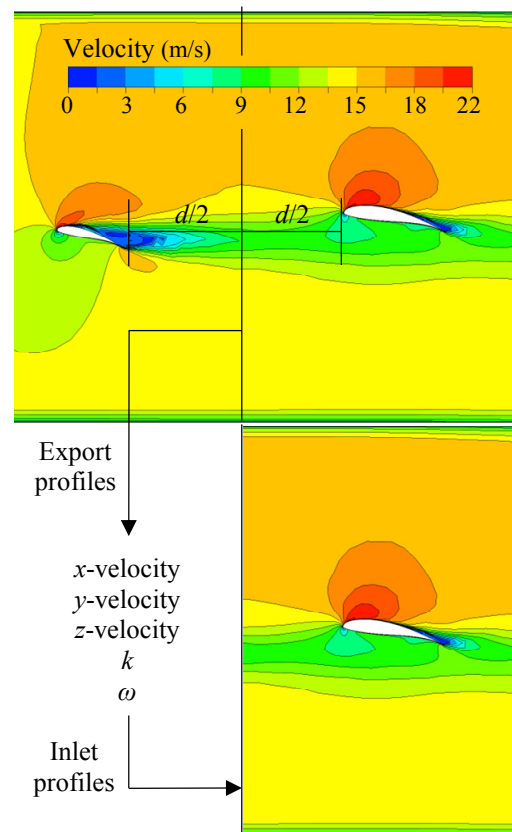 Velocity (m/s)
0 3 6 9 12 15 18 22
d/2 d/2
Export
profiles
x-velocity
y-velocity
z-velocity
k
ω
Inlet
profiles